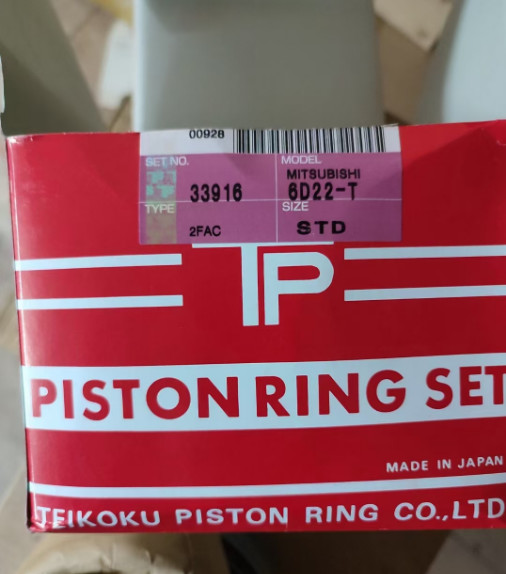 00928
SET NO. MODEL
MITSUBISHI
33916 6D22-T
TYPE SIZE
2FAC STD
TP
PISTON RING SET
MADE IN JAPAN
TEIKOKU PISTON RING CO.,LTD